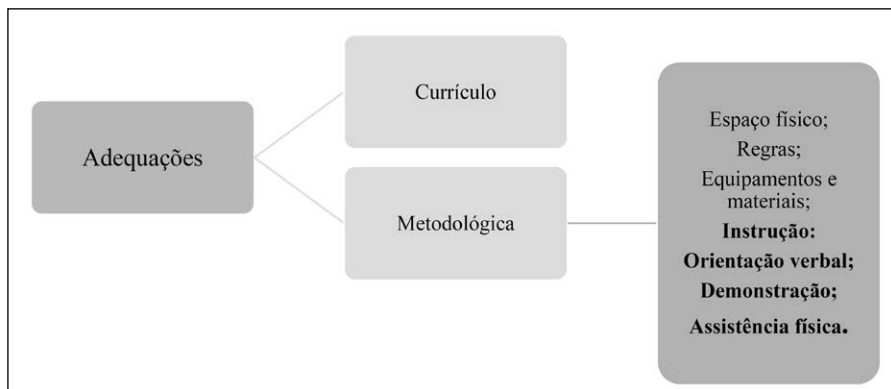 Adequações
Currículo
Metodológica
Espaço físico;
Regras;
Equipamentos e
materiais;
Instrução:
Orientação verbal;
Demonstração;
Assistência física.